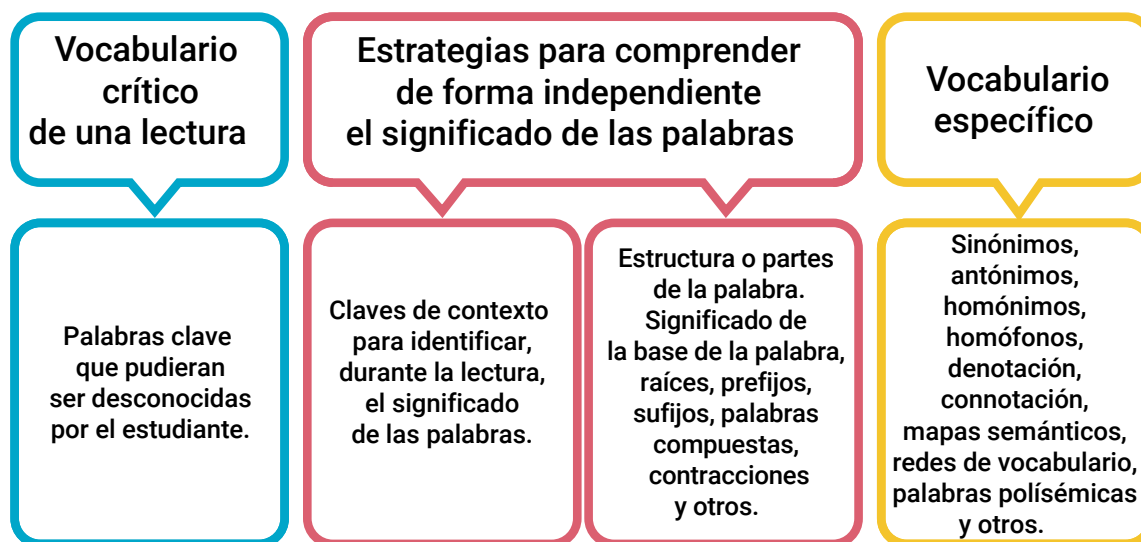 Vocabulario
crítico
de una lectura
Estrategias para comprender
de forma independiente
el significado de las palabras
Vocabulario
específico
Palabras clave
que pudieran
ser desconocidas
por el estudiante.
Claves de contexto
para identificar,
durante la lectura,
el significado
de las palabras.
Estructura o partes
de la palabra.
Significado de
la base de la palabra,
raíces, prefijos,
sufijos, palabras
compuestas,
contracciones
y otros.
Sinónimos,
antónimos,
homónimos,
homófonos,
denotación,
connotación,
mapas semánticos,
redes de vocabulario,
palabras polísémicas
y otros.